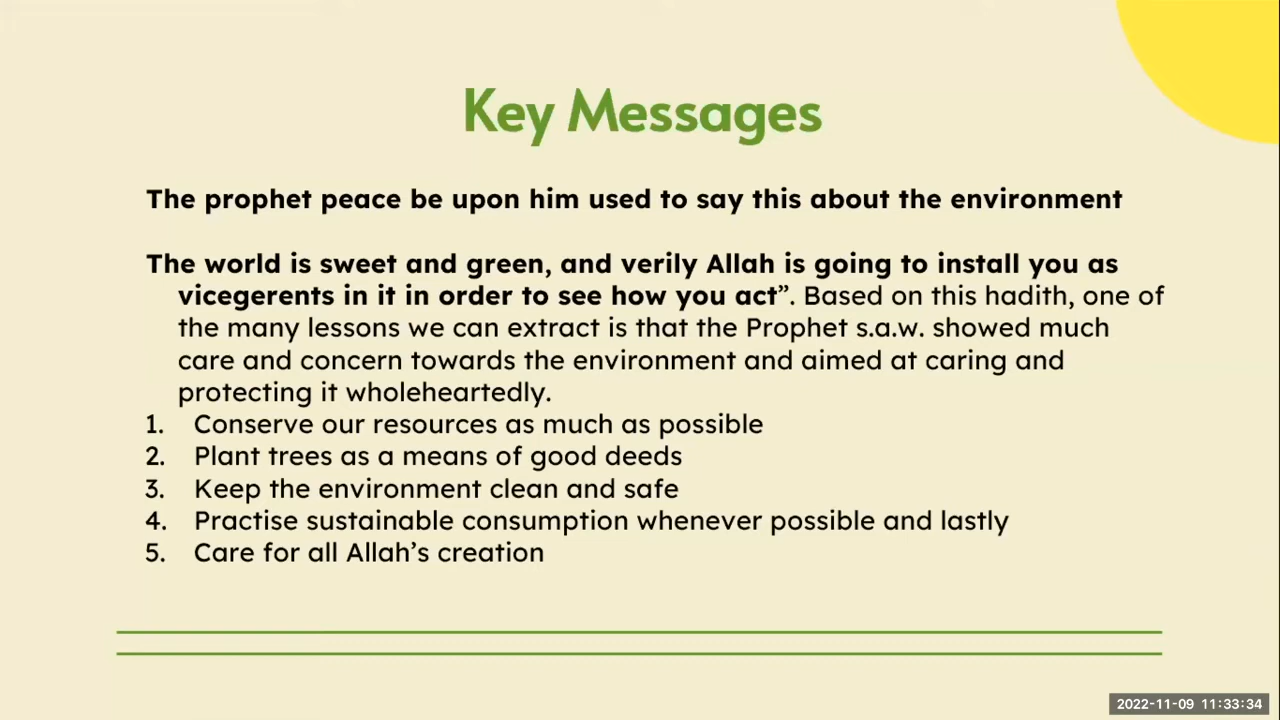 Key Messages
The prophet peace be upon him used to say this about the environment
The world is sweet and green, and verily Allah is going to install you as
vicegerents in it in order to see how you act”. Based on this hadith, one of
the many lessons we can extract is that the Prophet s.a.w. showed much
care and concern towards the environment and aimed at caring and
protecting it wholeheartedly.
1. Conserve our resources as much as possible
2. Plant trees as a means of good deeds
3. Keep the environment clean and safe
4. Practise sustainable consumption whenever possible and lastly
5. Care for all Allah’s creation
2022-11-09 11:33:34